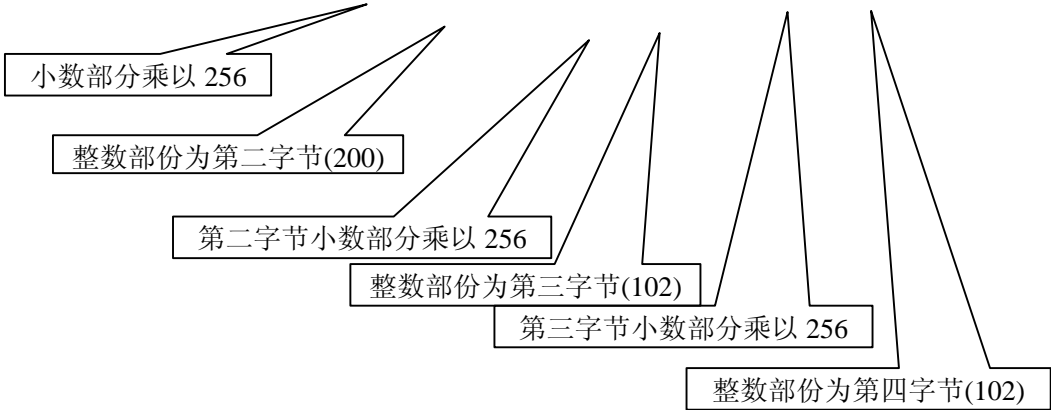 小数部分乘以 256
整数部份为第二字节(200)
第二字节小数部分乘以 256
整数部份为第三字节(102)
第三字节小数部分乘以 256
整数部份为第四字节(102)